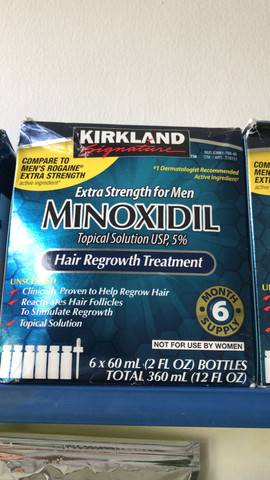 KIRKLAND
Signature
COMPARE TO
MEN'S ROGAINE®
EXTRA STRENGTH
active ingredient*
#1 Dermatologist Recommended
Active Ingredient†
Extra Strength for Men
MINOXIDIL
Topical Solution USP, 5%
Hair Regrowth Treatment
UNSCENTED
Clinically Proven to Help Regrow Hair
Reactivates Hair Follicles
To Stimulate Regrowth
Topical Solution
6
MONTH
SUPPLY
6 x 60 mL (2 FL OZ) BOTTLES
TOTAL 360 mL (12 FL OZ)
NOT FOR USE BY WOMEN